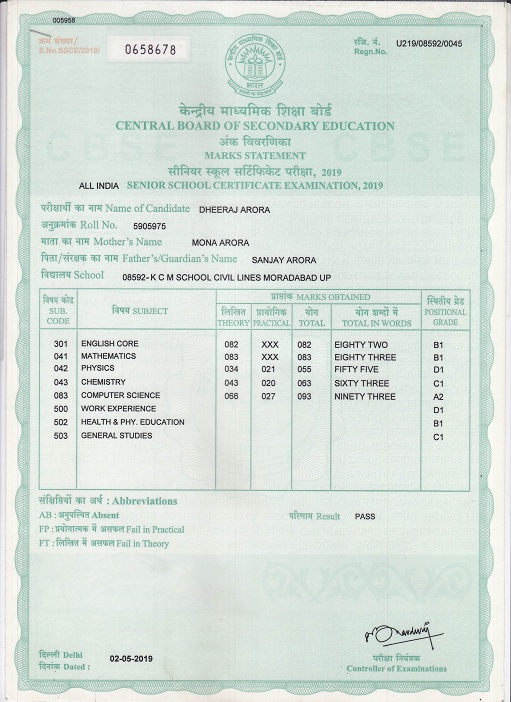 005958
क्रम संख्या/
S.No.SSCE/2019/
0658678
रजि. नं.
Regn.No.
U219/08592/0045
भारत
केन्द्रीय माध्यमिक शिक्षा बोर्ड
CENTRAL BOARD OF SECONDARY EDUCATION
अंक विवरणिका
MARKS STATEMENT
सीनियर स्कूल सर्टिफिकेट परीक्षा, 2019
ALL INDIA SENIOR SCHOOL CERTIFICATE EXAMINATION, 2019
परीक्षार्थी का नाम Name of Candidate DHEERAJ ARORA
अनुक्रमांक Roll No. 5905975
माता का नाम Mother's Name MONA ARORA
पिता/संरक्षक का नाम Father's/Guardian's Name SANJAY ARORA
विद्यालय School 08592- K C M SCHOOL CIVIL LINES MORADABAD UP
विषय कोड SUB. CODE
विषय SUBJECT
प्राप्तांक MARKS OBTAINED
लिखित THEORY
प्रायोगिक PRACTICAL
योग TOTAL
योग शब्दों में TOTAL IN WORDS
स्थितीय ग्रेड POSITIONAL GRADE
301 ENGLISH CORE 082 XXX 082 EIGHTY TWO B1
041 MATHEMATICS 083 XXX 083 EIGHTY THREE B1
042 PHYSICS 034 021 055 FIFTY FIVE D1
043 CHEMISTRY 043 020 063 SIXTY THREE C1
083 COMPUTER SCIENCE 066 027 093 NINETY THREE A2
500 WORK EXPERIENCE D1
502 HEALTH & PHY. EDUCATION B1
503 GENERAL STUDIES C1
संक्षिप्तियों का अर्थ : Abbreviations
AB : अनुपस्थित Absent
परिणाम Result PASS
FP : प्रयोगात्मक में असफल Fail in Practical
FT : लिखित में असफल Fail in Theory
दिल्ली Delhi
दिनांक Dated : 02-05-2019
परीक्षा नियंत्रक
Controller of Examinations